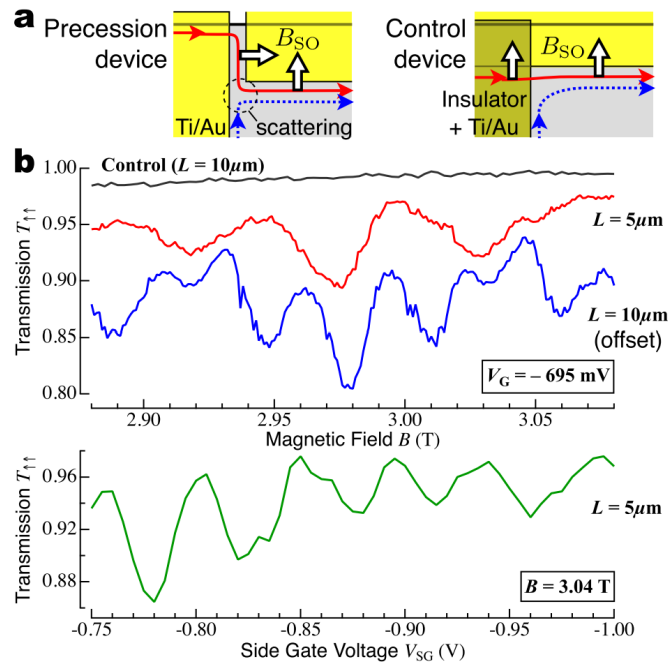 a
Precession device
B_SO
Ti/Au
scattering
Control device
B_SO
Insulator + Ti/Au
b
Control (L = 10μm)
L = 5μm
L = 10μm (offset)
V_G = – 695 mV
Transmission T↑↑
1.00
0.95
0.90
0.85
0.80
2.90
2.95
3.00
3.05
Magnetic Field B (T)
Transmission T↑↑
0.96
0.92
0.88
L = 5μm
B = 3.04 T
-0.75
-0.80
-0.85
-0.90
-0.95
-1.00
Side Gate Voltage V_SG (V)